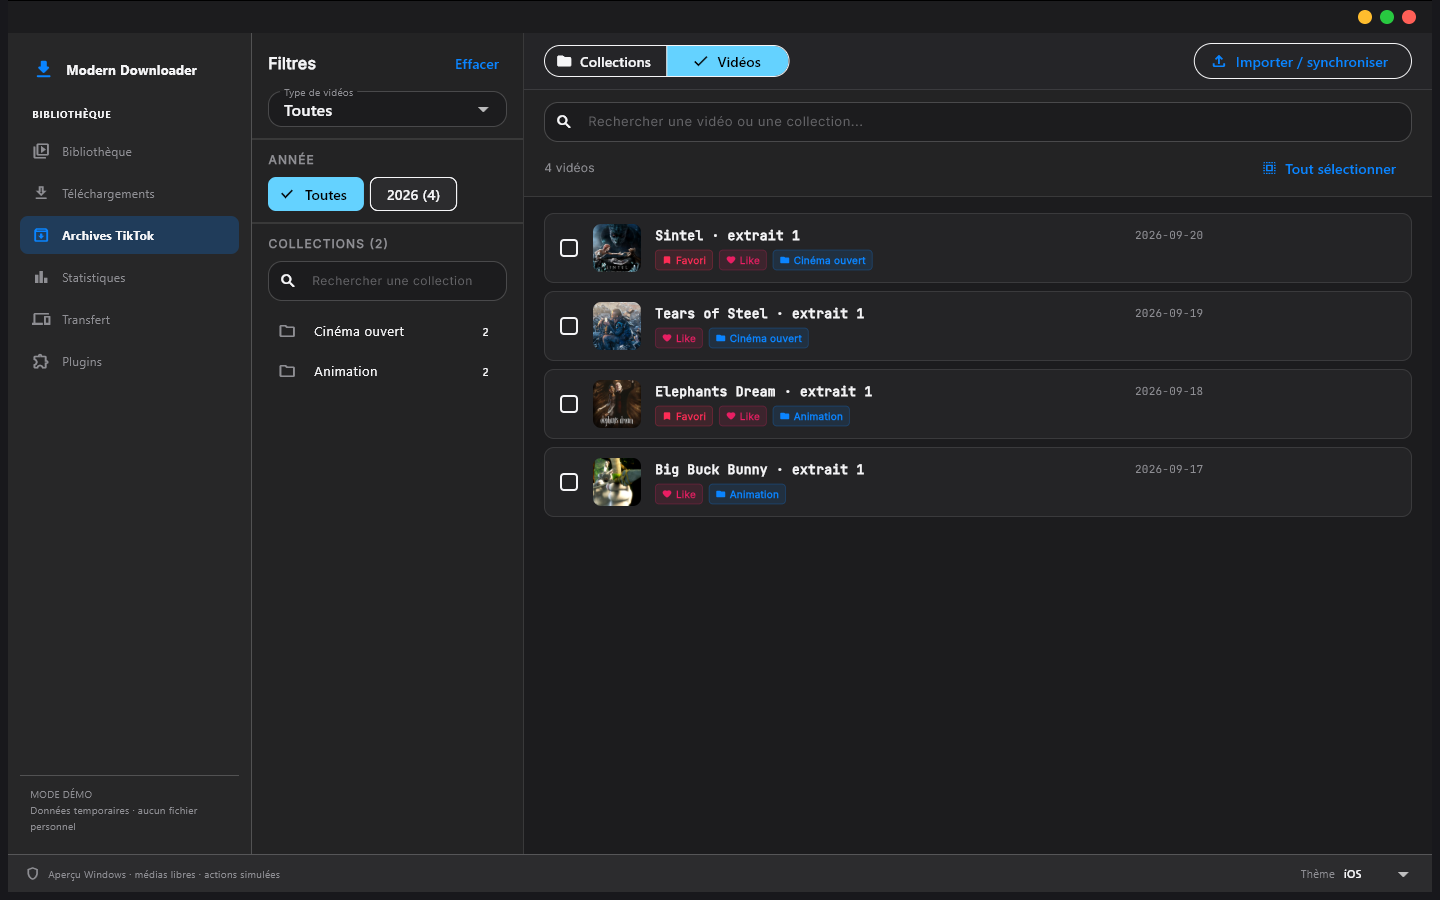 Modern Downloader
BIBLIOTHÈQUE
Bibliothèque
Téléchargements
Archives TikTok
Statistiques
Transfert
Plugins
MODE DÉMO
Données temporaires · aucun fichier
personnel
Filtres
Effacer
Type de vidéos
Toutes
ANNÉE
Toutes
2026 (4)
COLLECTIONS (2)
Rechercher une collection
Cinéma ouvert 2
Animation 2
Collections
Vidéos
Importer / synchroniser
Rechercher une vidéo ou une collection...
4 vidéos
Tout sélectionner
Sintel · extrait 1
2026-09-20
Favori Like Cinéma ouvert
SINTEL
Tears of Steel · extrait 1
2026-09-19
Like Cinéma ouvert
Elephants Dream · extrait 1
2026-09-18
Favori Like Animation
elephants dream
Big Buck Bunny · extrait 1
2026-09-17
Like Animation
Aperçu Windows · médias libres · actions simulées
Thème iOS